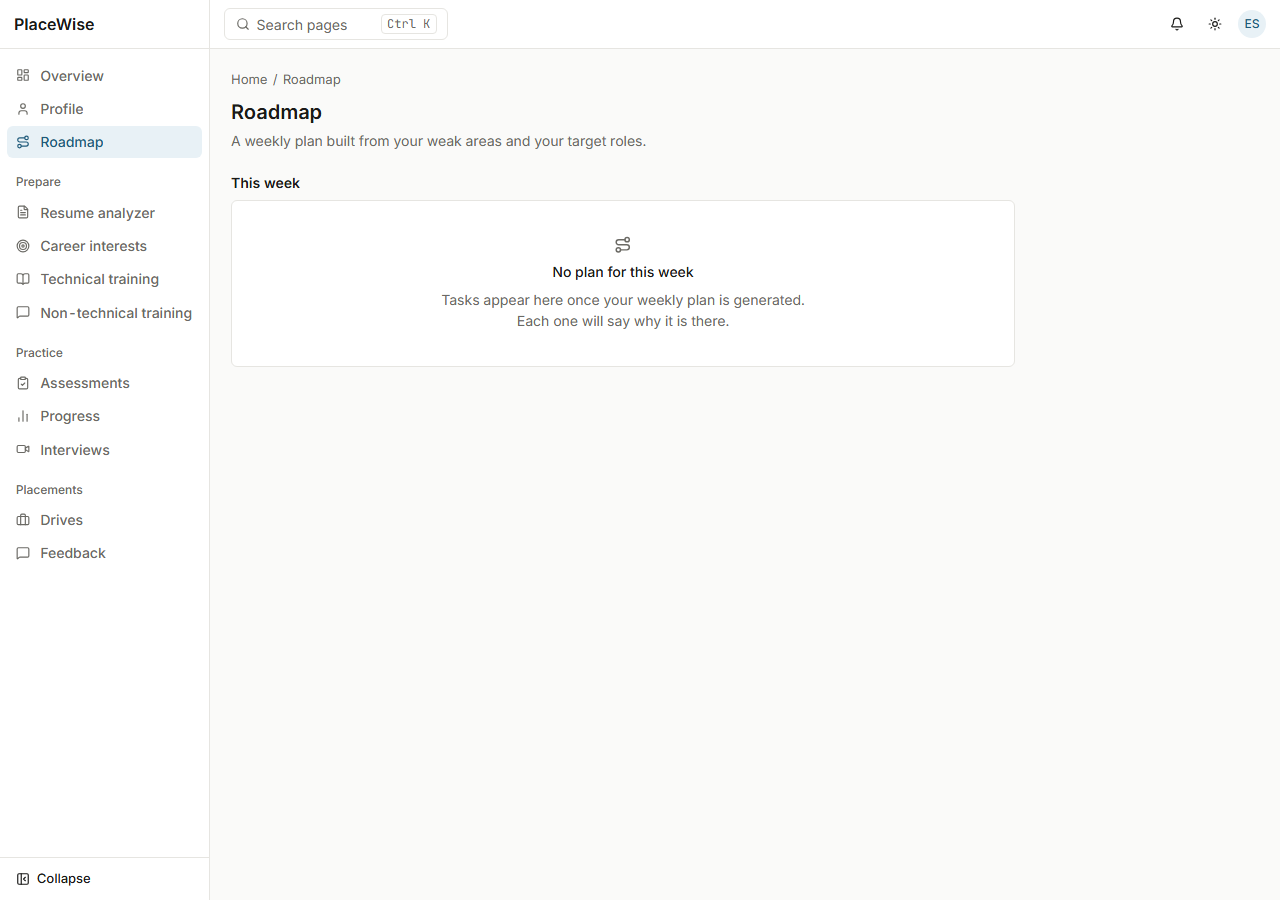 PlaceWise
Search pages
Ctrl K
ES
Overview
Profile
Roadmap
Prepare
Resume analyzer
Career interests
Technical training
Non-technical training
Practice
Assessments
Progress
Interviews
Placements
Drives
Feedback
Collapse
Home / Roadmap
Roadmap
A weekly plan built from your weak areas and your target roles.
This week
No plan for this week
Tasks appear here once your weekly plan is generated.
Each one will say why it is there.